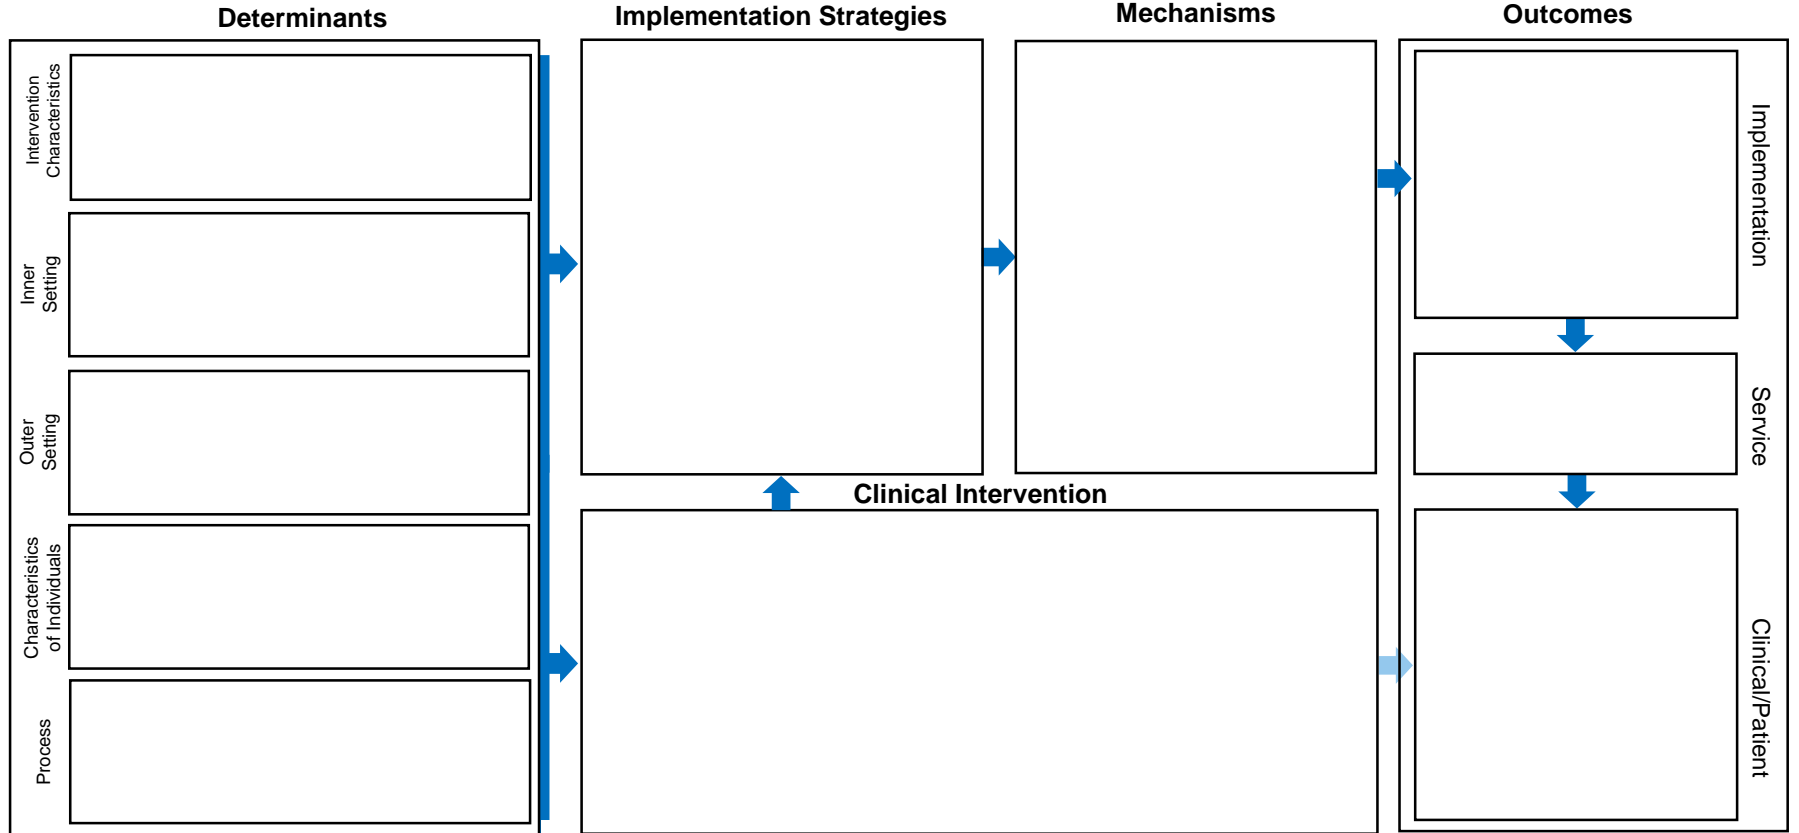 Determinants
Implementation Strategies
Mechanisms
Outcomes
Intervention
Characteristics
Inner
Setting
Outer
Setting
Characteristics
of Individuals
Process
Clinical Intervention
Implementation
Service
Clinical/Patient